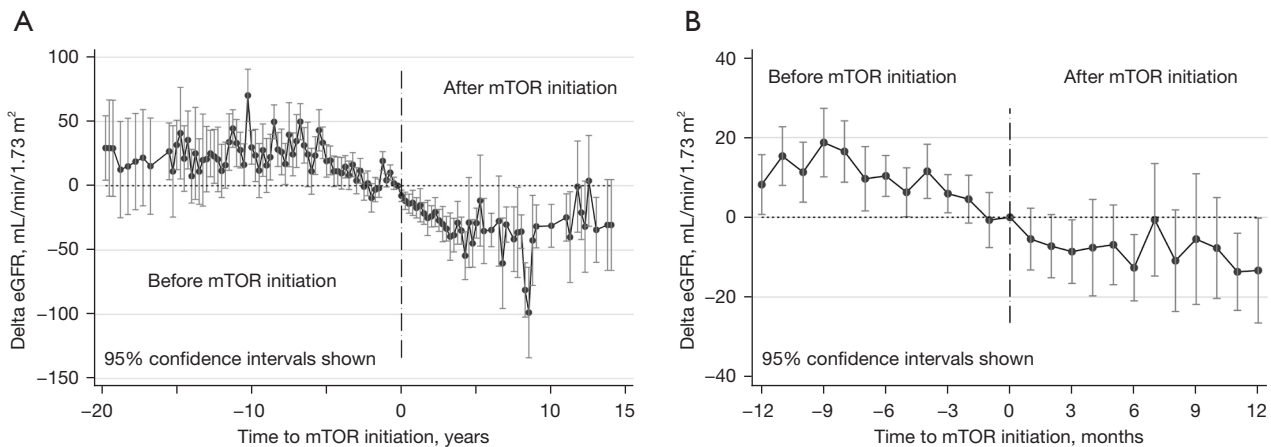 A
Delta eGFR, mL/min/1.73 m²
100
50
0
−50
−100
−150
After mTOR initiation
Before mTOR initiation
95% confidence intervals shown
−20
−10
0
10
15
Time to mTOR initiation, years
B
Delta eGFR, mL/min/1.73 m²
40
20
0
−20
−40
Before mTOR initiation
After mTOR initiation
95% confidence intervals shown
−12
−9
−6
−3
0
3
6
9
12
Time to mTOR initiation, months